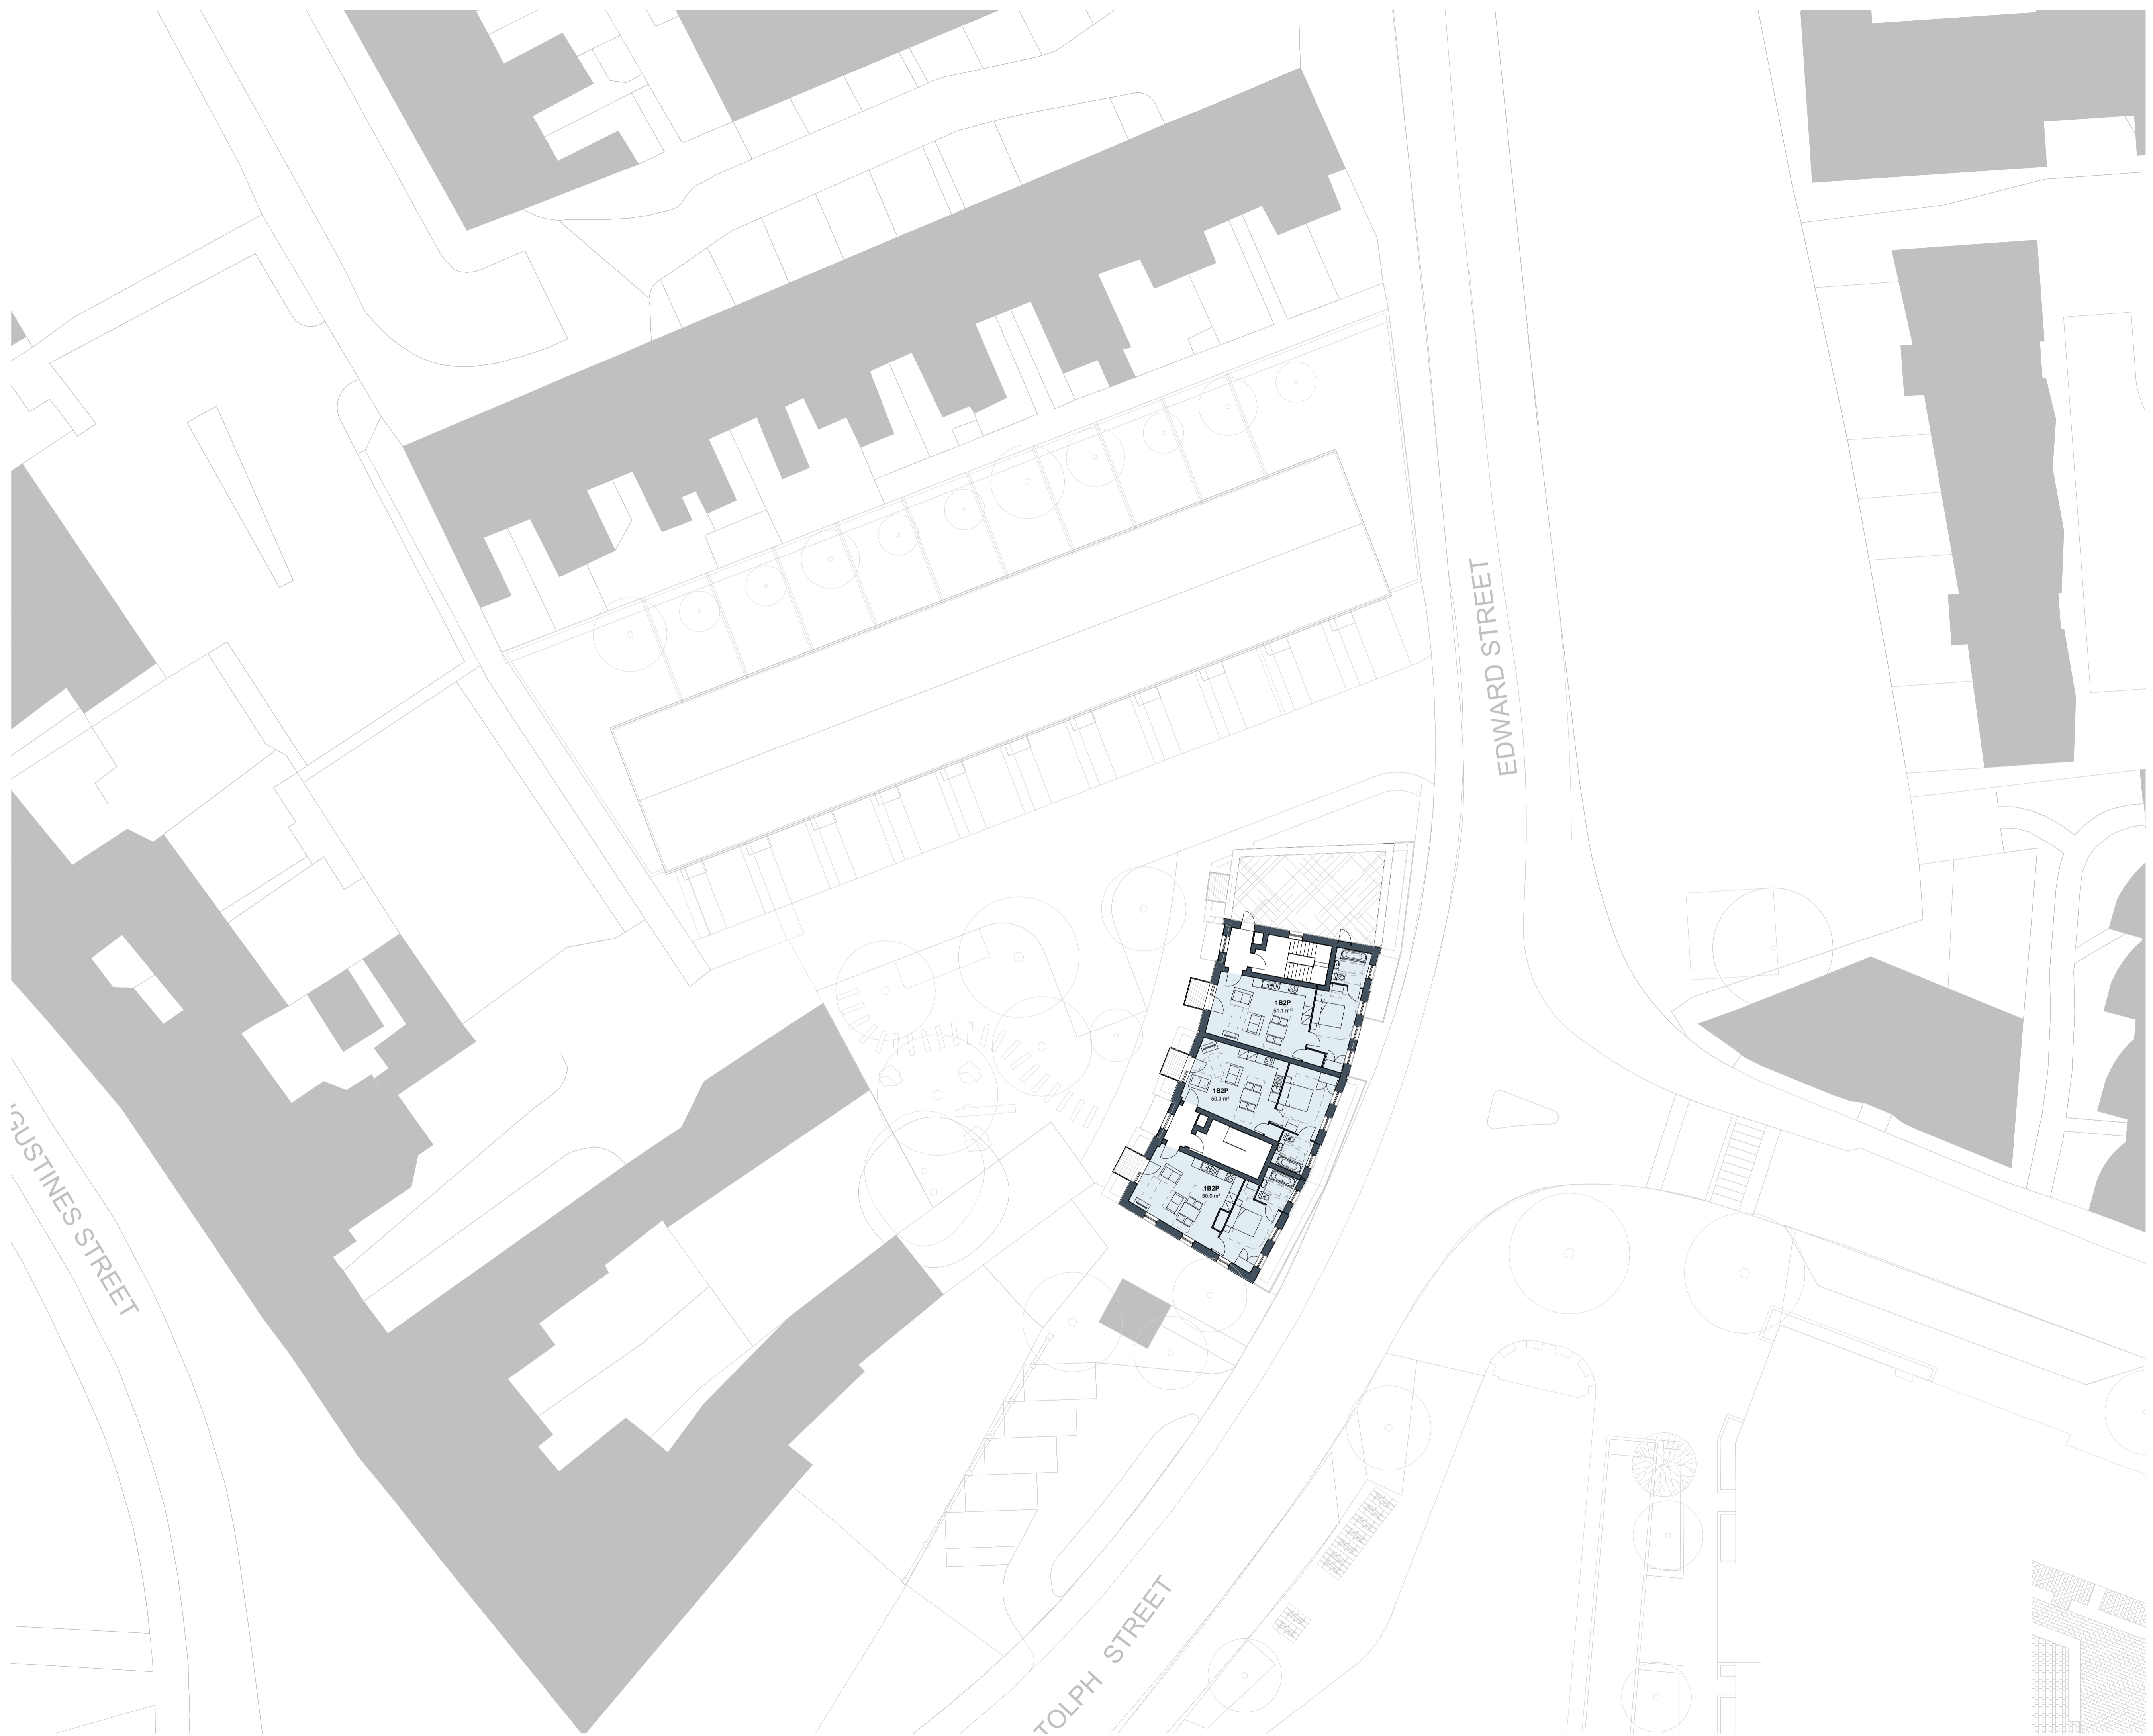 EDWARD STREET
1B2P
51.1 m²
1B2P
50.0 m²
1B2P
50.0 m²
GUSTINES STREET
TOLPH STREET